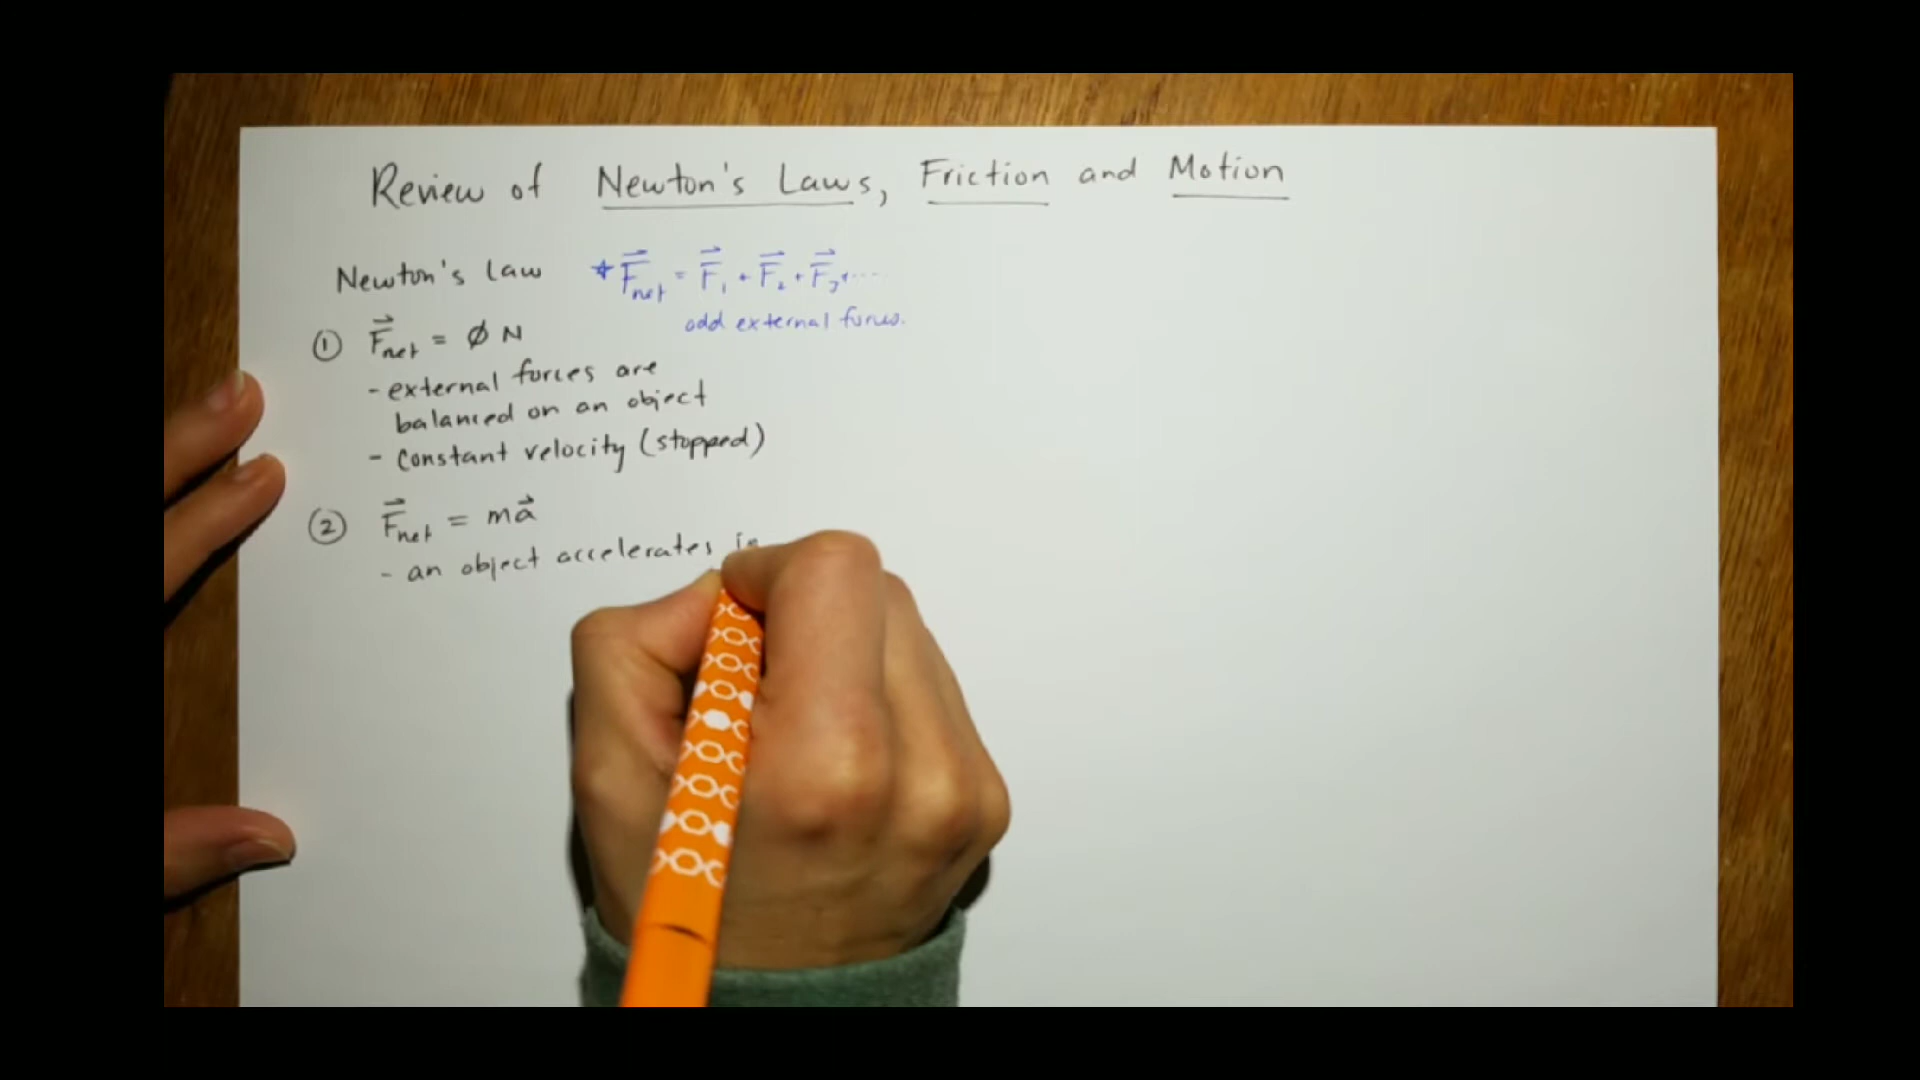 Review of Newton's Laws, Friction and Motion
Newton's Law
* F⃗net = F⃗1 + F⃗2 + F⃗3 + .....
add external forces.
① F⃗net = ∅ N
- external forces are
balanced on an object
- constant velocity (stopped)
② F⃗net = ma⃗
- an object accelerates in